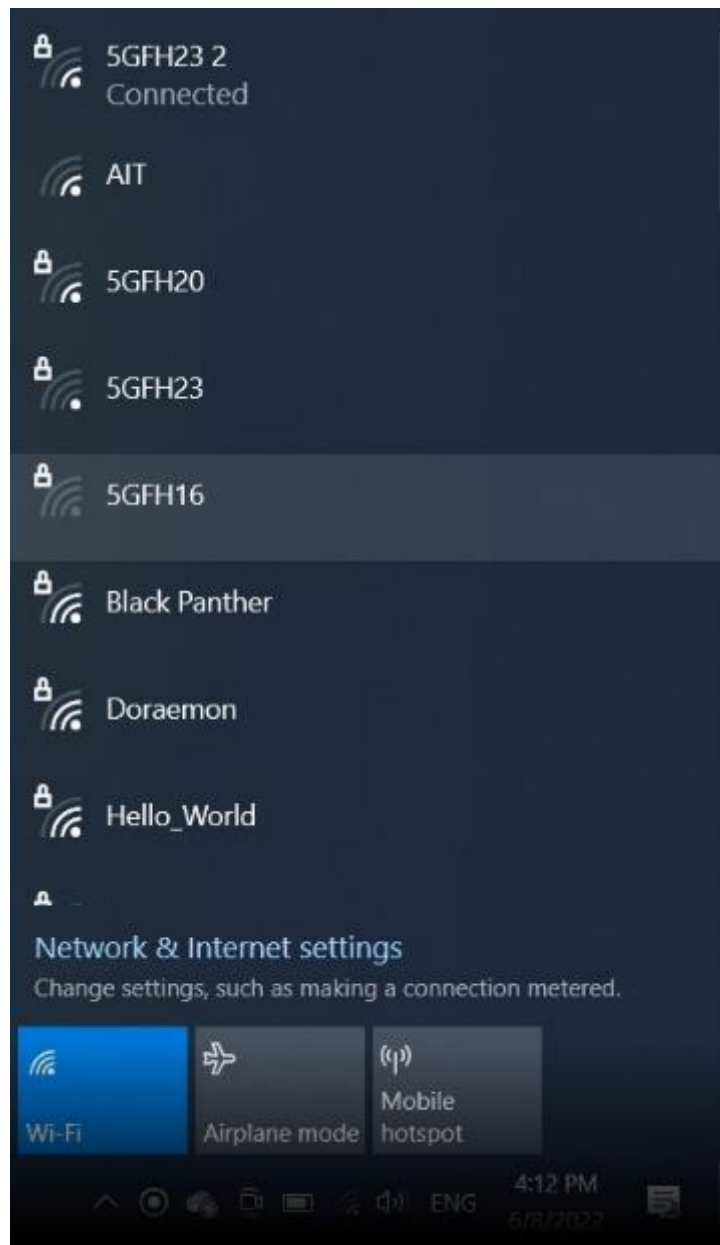 5GFH23 2
Connected
AIT
5GFH20
5GFH23
5GFH16
Black Panther
Doraemon
Hello_World
Network & Internet settings
Change settings, such as making a connection metered.
Wi-Fi
Airplane mode
Mobile
hotspot
ENG
4:12 PM
6/8/2022